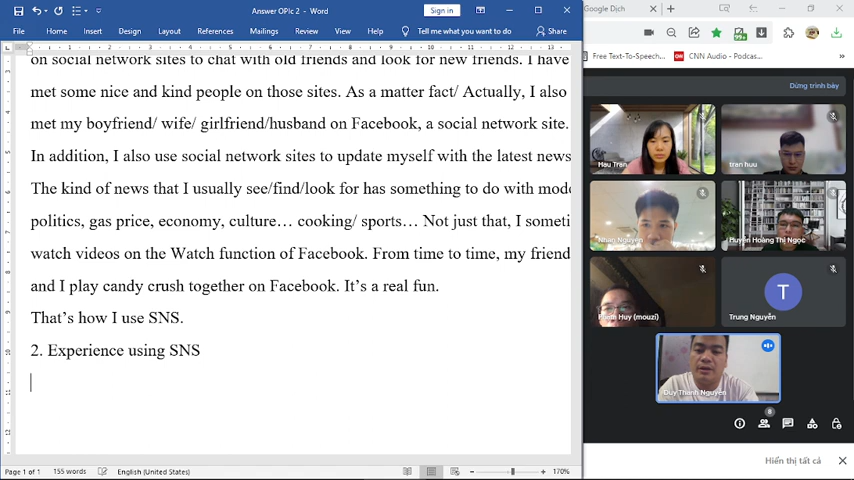 Answer OPic 2 - Word
Sign in
File Home Insert Design Layout References Mailings Review View Help Tell me what you want to do Share
on social network sites to chat with old friends and look for new friends. I have
met some nice and kind people on those sites. As a matter fact/ Actually, I also
met my boyfriend/ wife/ girlfriend/husband on Facebook, a social network site.
In addition, I also use social network sites to update myself with the latest news
The kind of news that I usually see/find/look for has something to do with
politics, gas price, economy, culture… cooking/ sports… Not just that, I
watch videos on the Watch function of Facebook. From time to time, my friend
and I play candy crush together on Facebook. It's a real fun.
That's how I use SNS.
2. Experience using SNS
Page 1 of 1 155 words English (United States) 170%
Google Dịch
Free Text-To-Speech... CNN Audio - Podcas...
Dừng trình bày
Hau Tran
tran huu
Nhan Nguyen
Huyen Hoàng Thị Ngọc
Huy (mouzi)
T
Trung Nguyễn
Duy Thanh Nguyen
8
Hiển thị tất cả